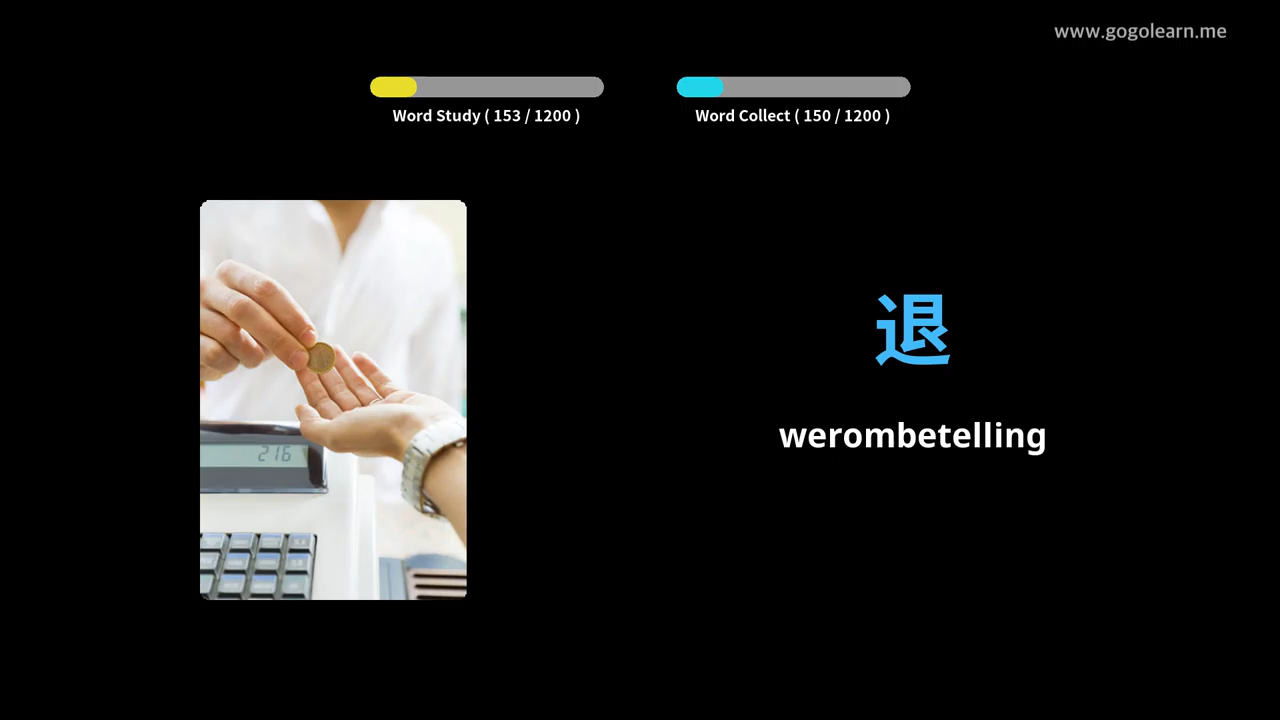 www.gogolearn.me
Word Study ( 153 / 1200 )
Word Collect ( 150 / 1200 )
216
退
werombetelling